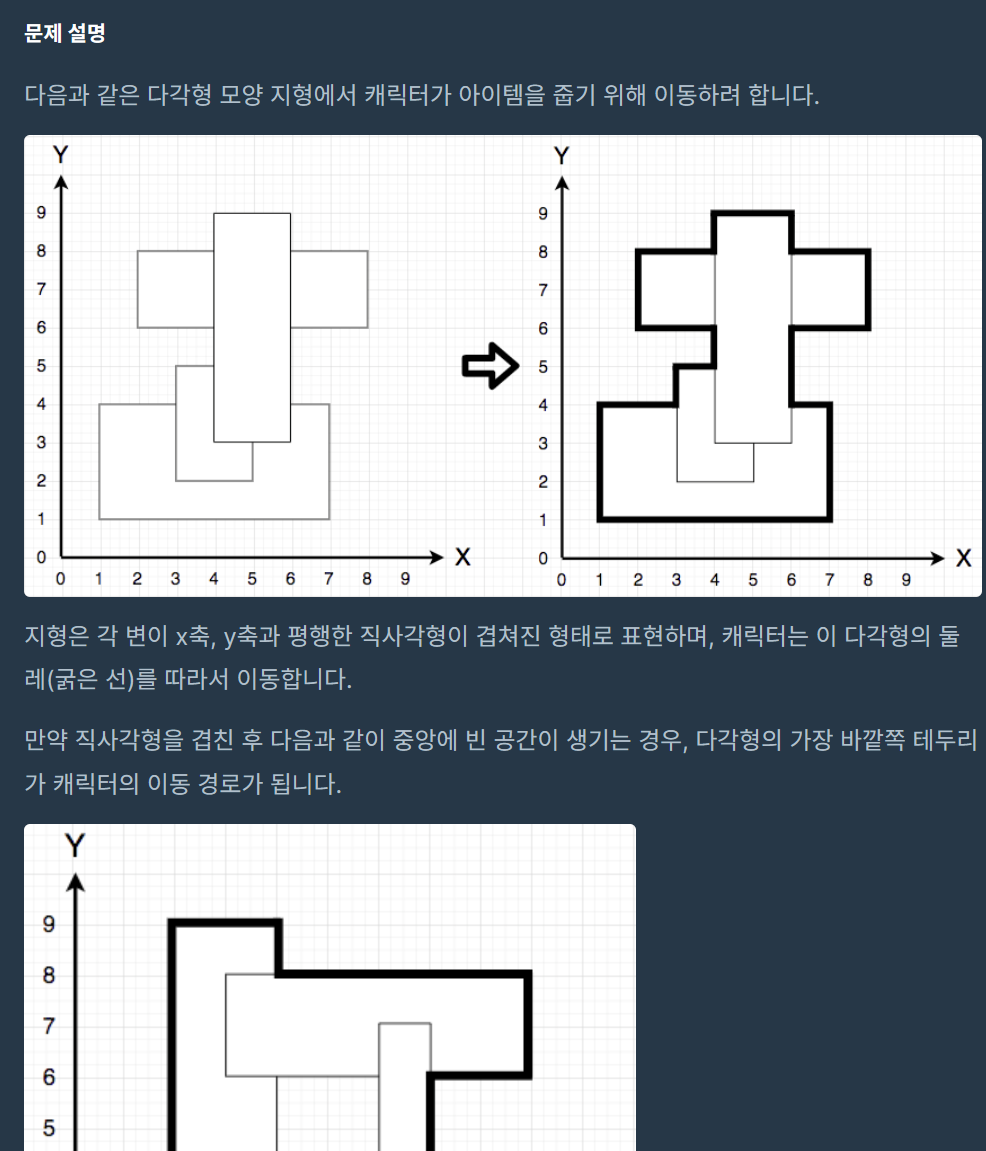 문제 설명
다음과 같은 다각형 모양 지형에서 캐릭터가 아이템을 줍기 위해 이동하려 합니다.
Y Y
9 9
8 8
7 7
6 6
5 5
4 4
3 3
2 2
1 1
0 X 0 X
0 1 2 3 4 5 6 7 8 9 0 1 2 3 4 5 6 7 8 9
지형은 각 변이 x축, y축과 평행한 직사각형이 겹쳐진 형태로 표현하며, 캐릭터는 이 다각형의 둘
레(굵은 선)를 따라서 이동합니다.
만약 직사각형을 겹친 후 다음과 같이 중앙에 빈 공간이 생기는 경우, 다각형의 가장 바깥쪽 테두리
가 캐릭터의 이동 경로가 됩니다.
Y
9
8
7
6
5